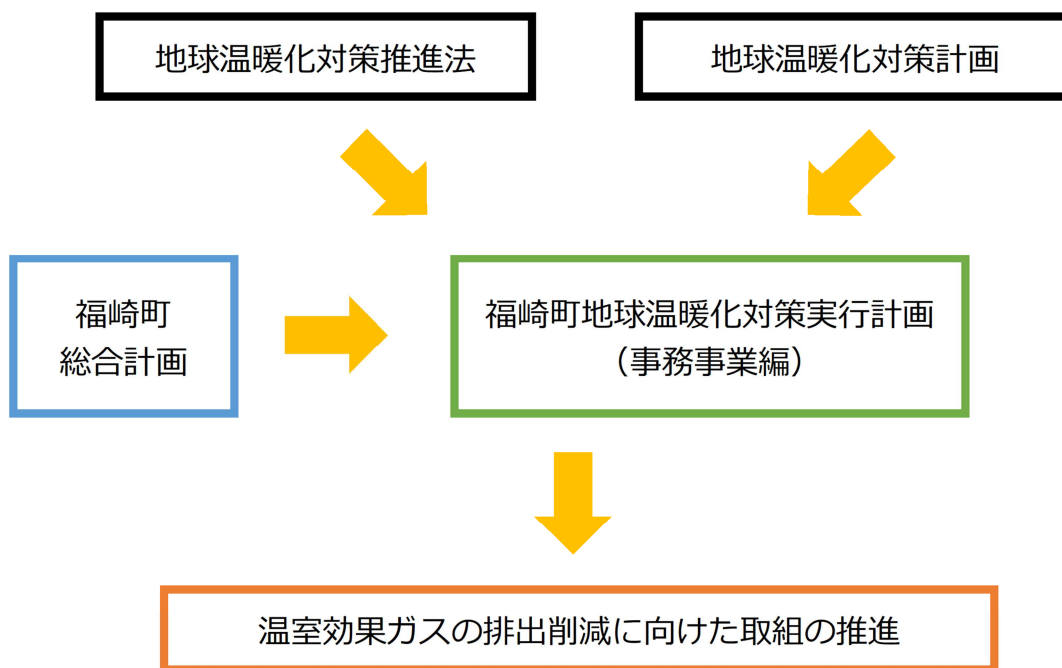 地球温暖化対策推進法
地球温暖化対策計画
福崎町
総合計画
福崎町地球温暖化対策実行計画
（事務事業編）
温室効果ガスの排出削減に向けた取組の推進